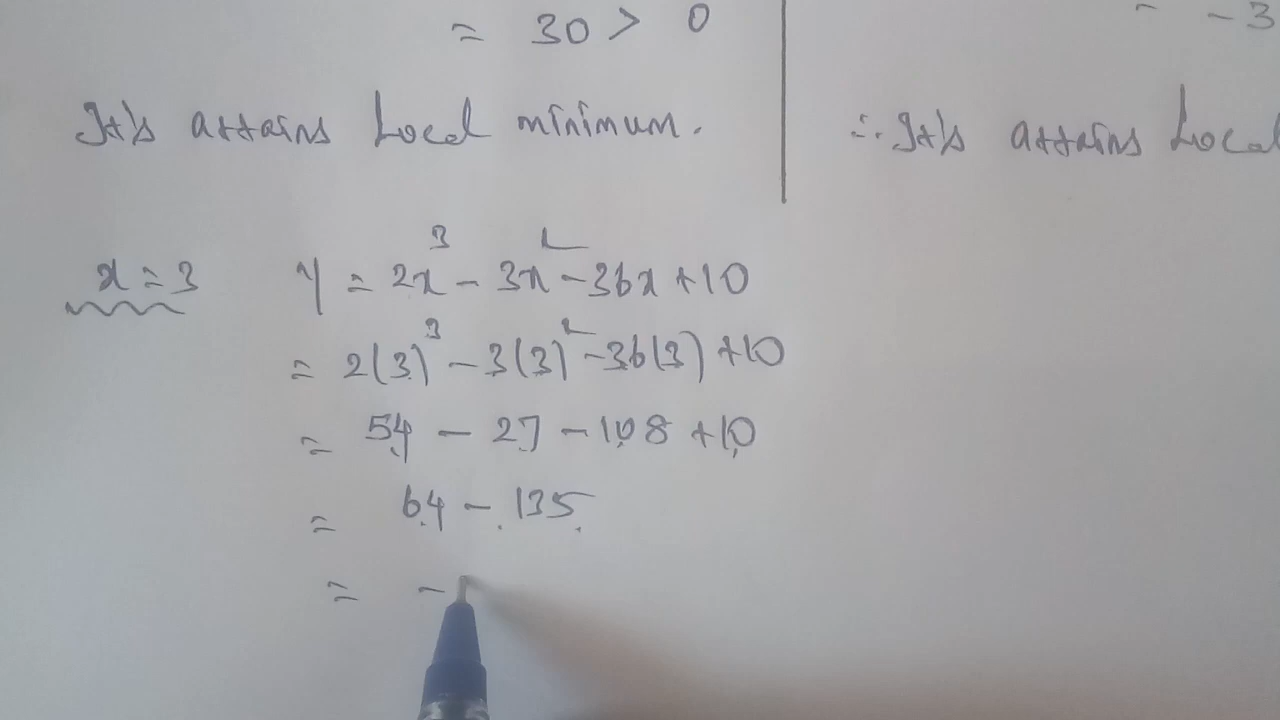 = 30 > 0
It's attains Local minimum.
x = 3 y = 2x³ - 3x² - 36x + 10
= 2(3)³ - 3(3)² - 36(3) + 10
= 54 - 27 - 108 + 10
= 64 - 135
= -
- 3
∴ It's attains Local